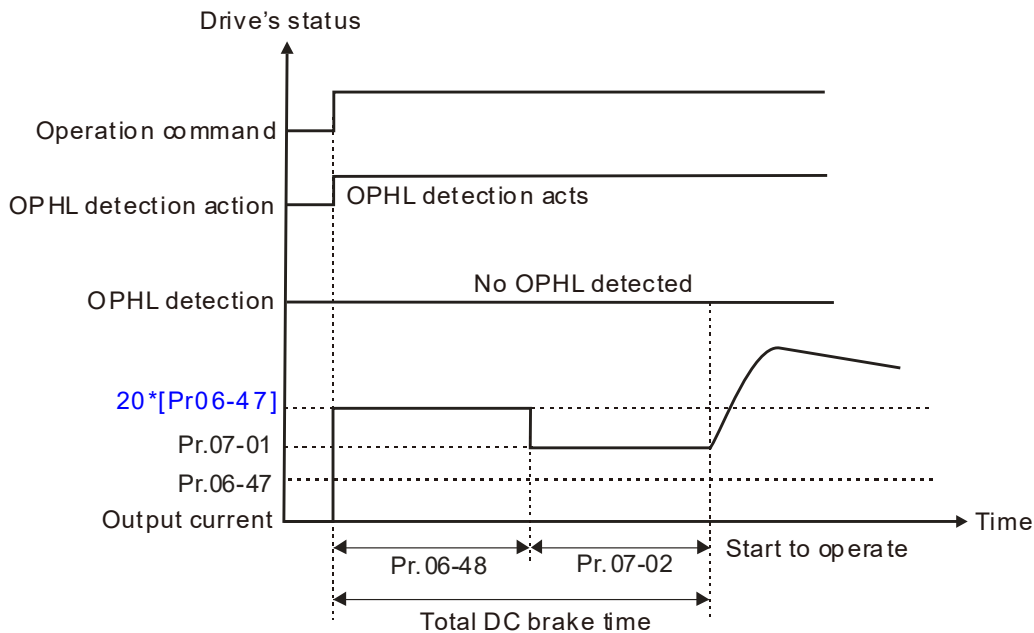 Drive's status
Operation command
OPHL detection action
OPHL detection acts
OPHL detection
No OPHL detected
20*[Pr06-47]
Pr.07-01
Pr.06-47
Output current
Time
Pr.06-48
Pr.07-02
Start to operate
Total DC brake time